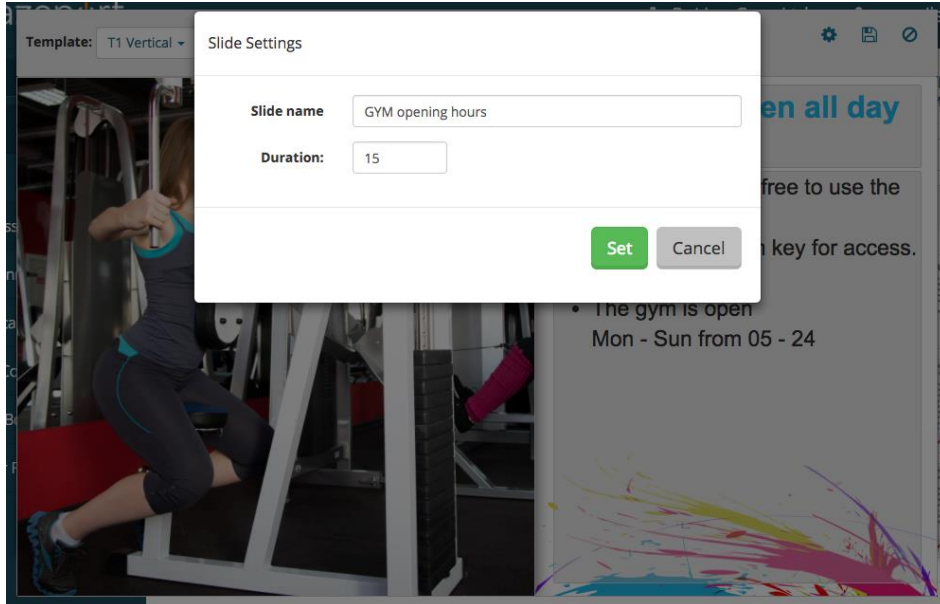 Template: T1 Vertical
Slide Settings
Slide name GYM opening hours
Duration: 15
Set Cancel
all day
free to use the
key for access.
• The gym is open
Mon - Sun from 05 - 24